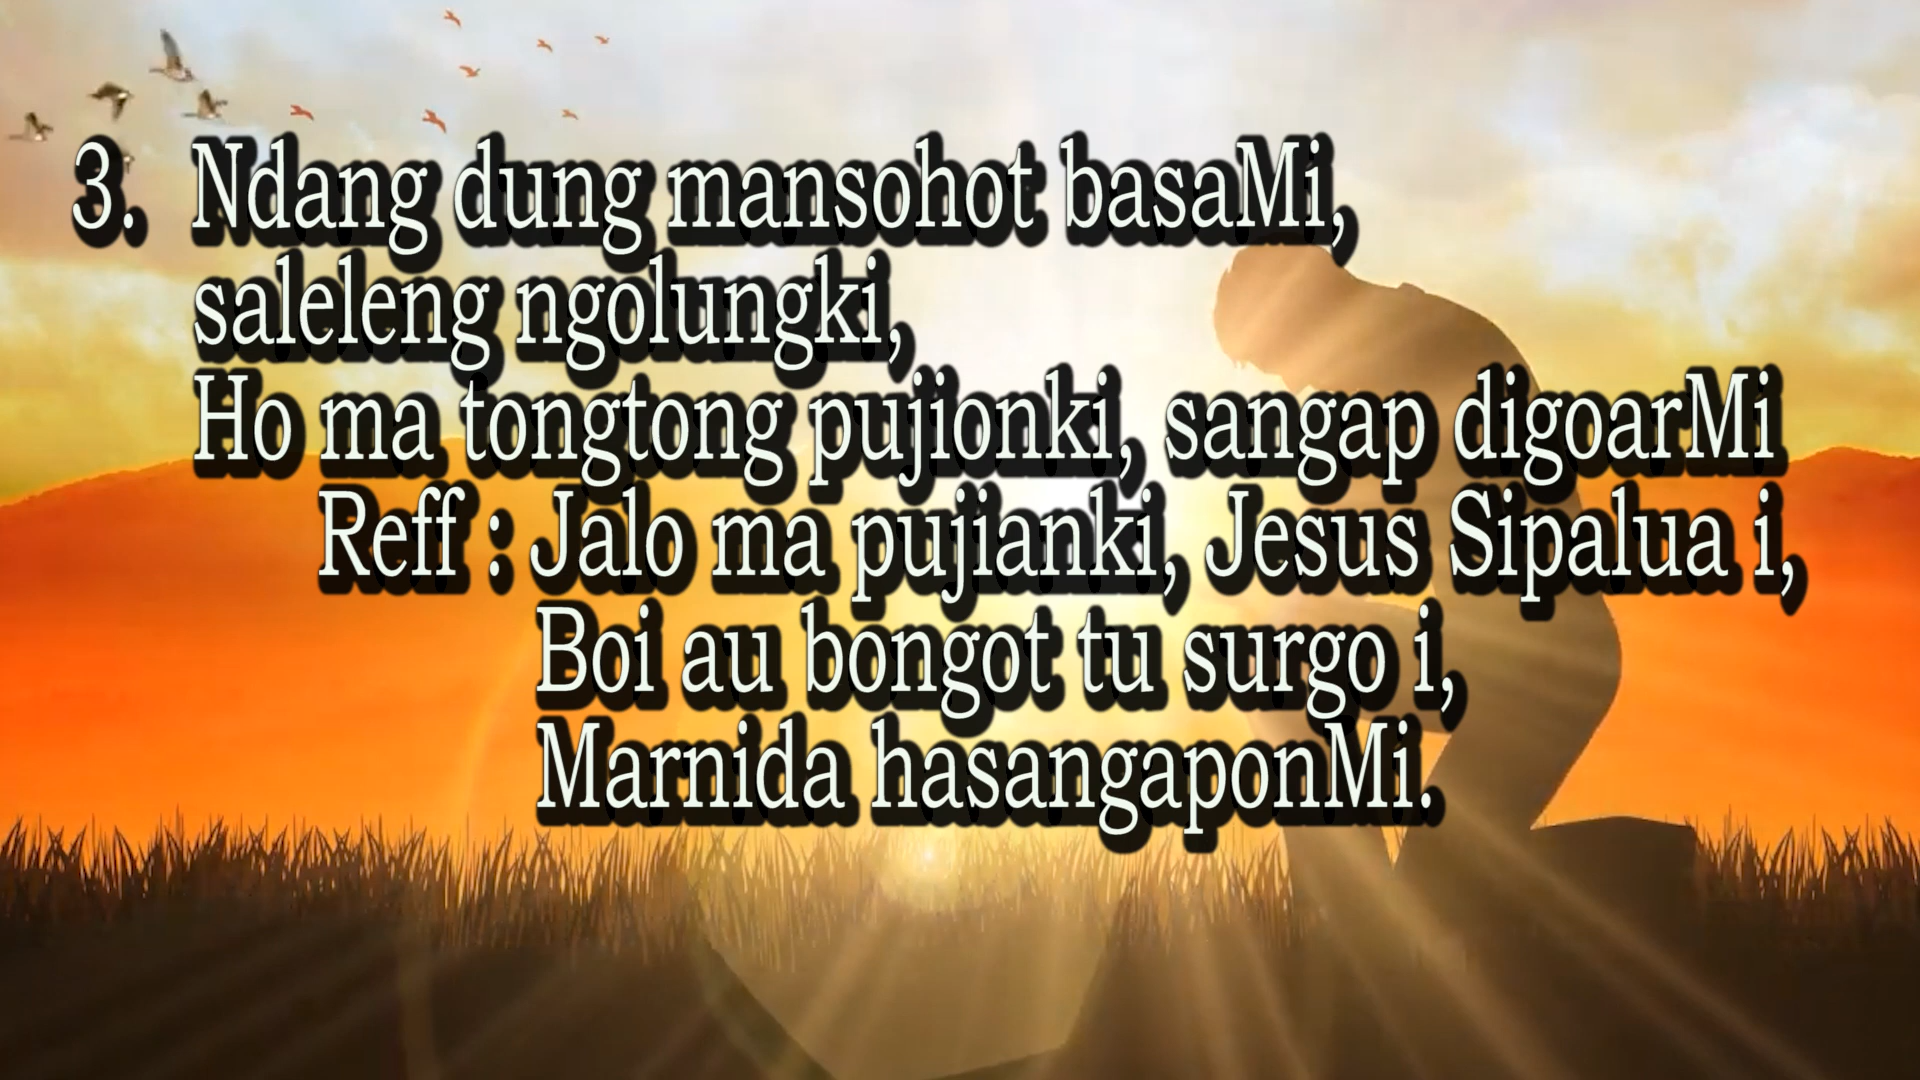 3. Ndang dung mansohot basaMi,
saleleng ngolungki,
Ho ma tongtong pujionki, sangap digoarMi
Reff : Jalo ma pujianki, Jesus Sipalua i,
Boi au bongot tu surgo i,
Marnida hasangaponMi.